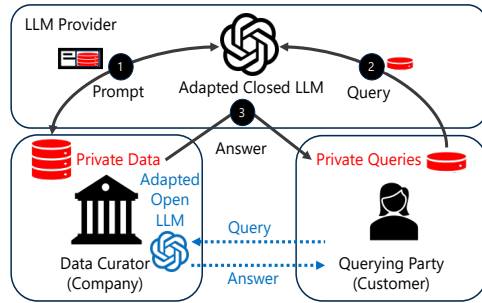 LLM Provider
1
2
Prompt
Adapted Closed LLM
Query
3
Private Data
Answer
Private Queries
Adapted
Open
LLM
Query
Data Curator
(Company)
Answer
Querying Party
(Customer)